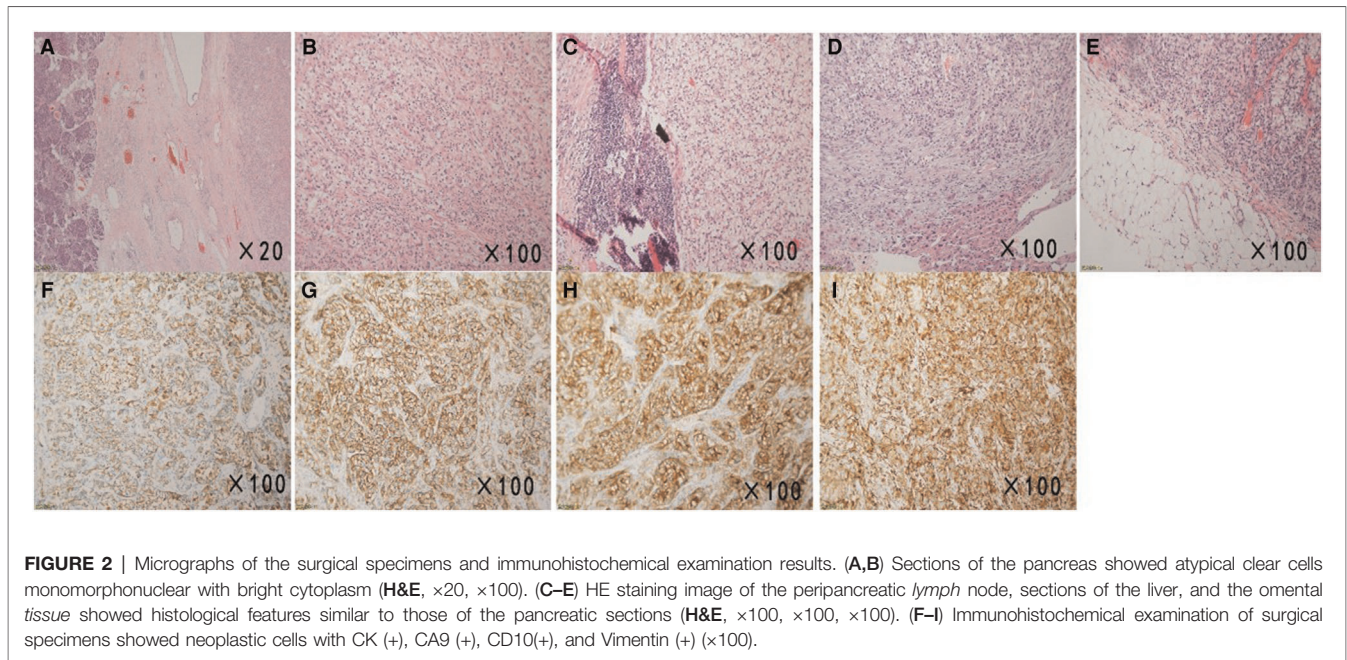 A B C D E
×20 ×100 ×100 ×100 ×100
F G H I
×100 ×100 ×100 ×100
FIGURE 2 | Micrographs of the surgical specimens and immunohistochemical examination results. (A,B) Sections of the pancreas showed atypical clear cells
monomorphonuclear with bright cytoplasm (H&E, ×20, ×100). (C–E) HE staining image of the peripancreatic lymph node, sections of the liver, and the omental
tissue showed histological features similar to those of the pancreatic sections (H&E, ×100, ×100, ×100). (F–I) Immunohistochemical examination of surgical
specimens showed neoplastic cells with CK (+), CA9 (+), CD10(+), and Vimentin (+) (×100).